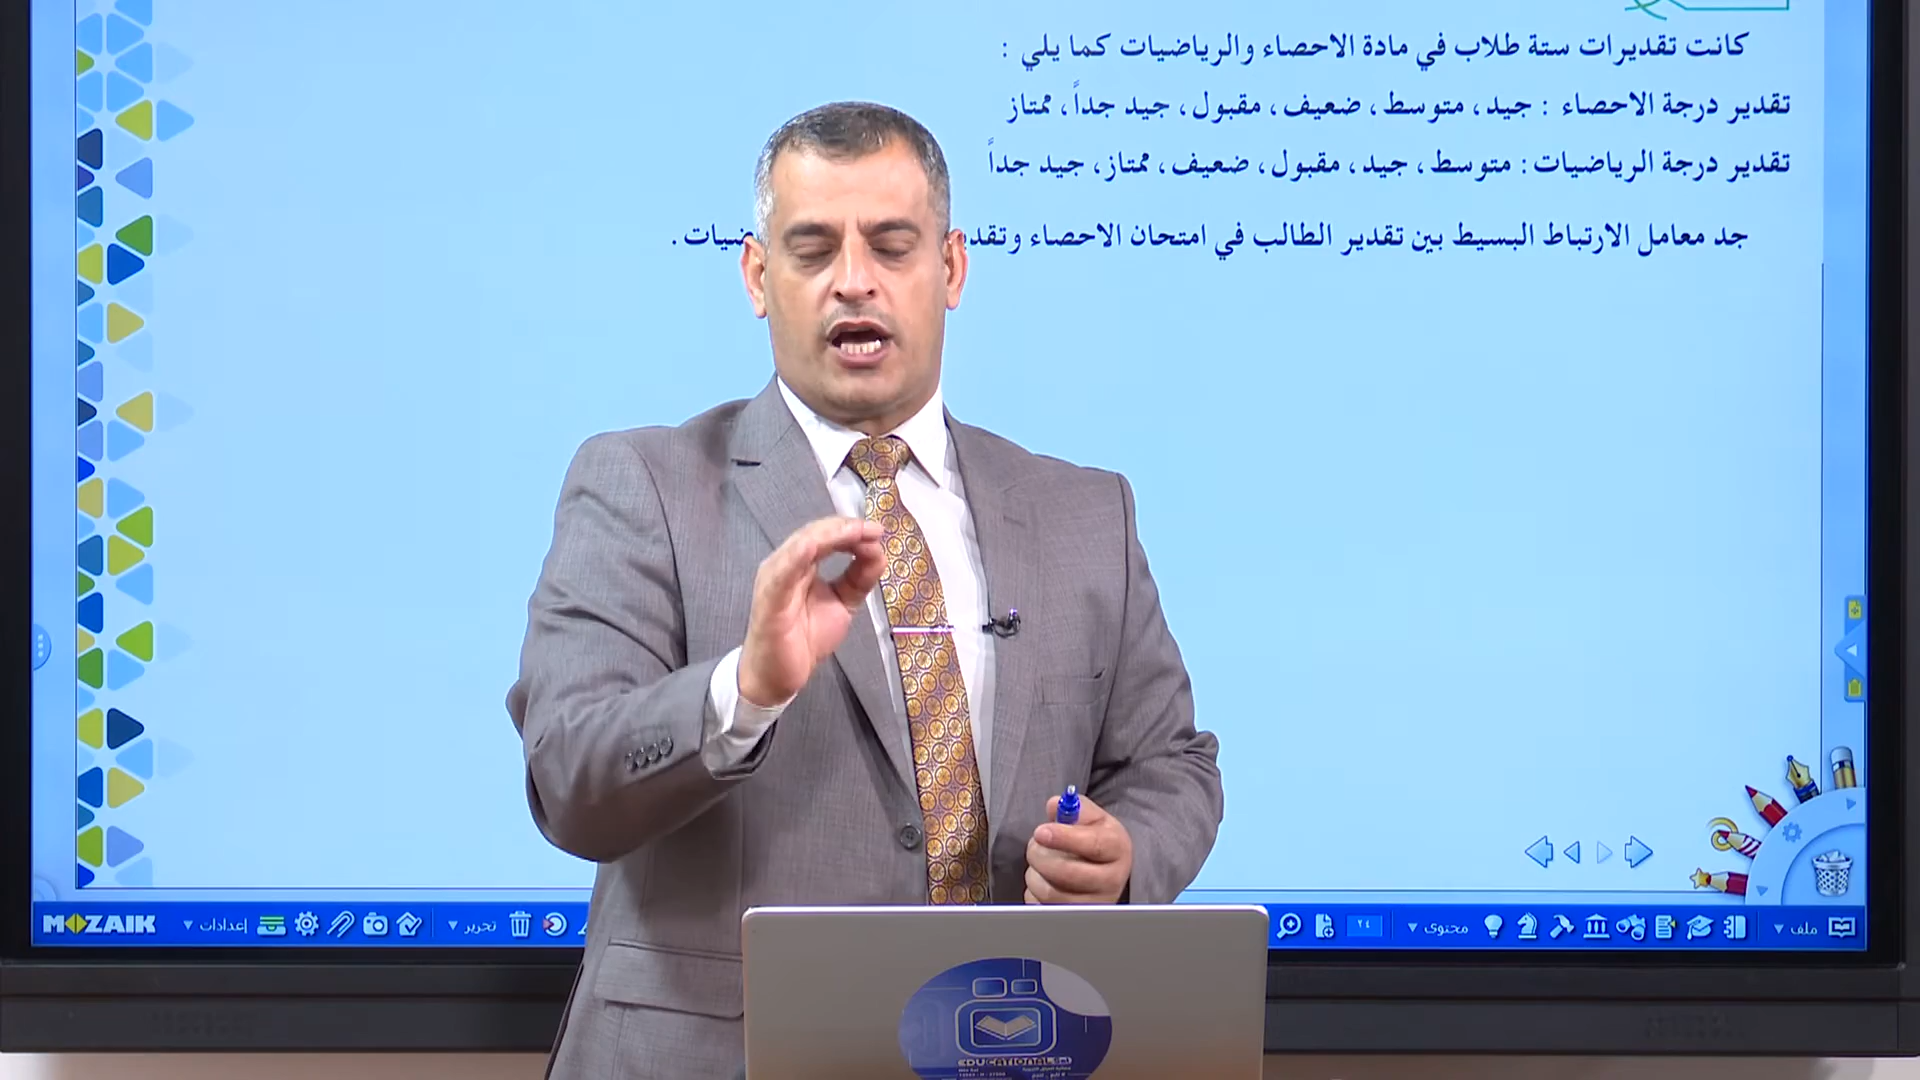 كانت تقديرات ستة طلاب في مادة الاحصاء والرياضيات كما يلي :
تقدير درجة الاحصاء : جيد، متوسط، ضعيف، مقبول، جيد جداً، ممتاز
تقدير درجة الرياضيات : متوسط، جيد، مقبول، ضعيف، ممتاز، جيد جداً
جد معامل الارتباط البسيط بين تقدير الطالب في امتحان الاحصاء
ملف
محتوى
٢٤
تحرير
إعدادات
MOZAIK
EDUCATIONAL